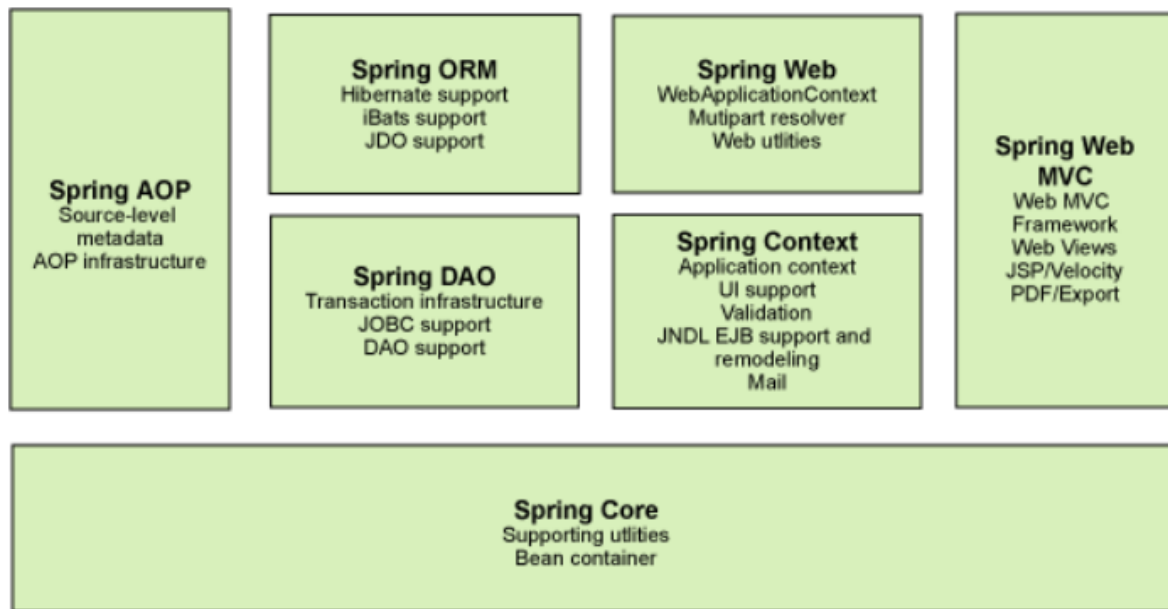 Spring AOP
Source-level
metadata
AOP infrastructure
Spring ORM
Hibernate support
iBats support
JDO support
Spring Web
WebApplicationContext
Mutipart resolver
Web utlities
Spring DAO
Transaction infrastructure
JOBC support
DAO support
Spring Context
Application context
UI support
Validation
JNDL EJB support and
remodeling
Mail
Spring Web
MVC
Web MVC
Framework
Web Views
JSP/Velocity
PDF/Export
Spring Core
Supporting utlities
Bean container